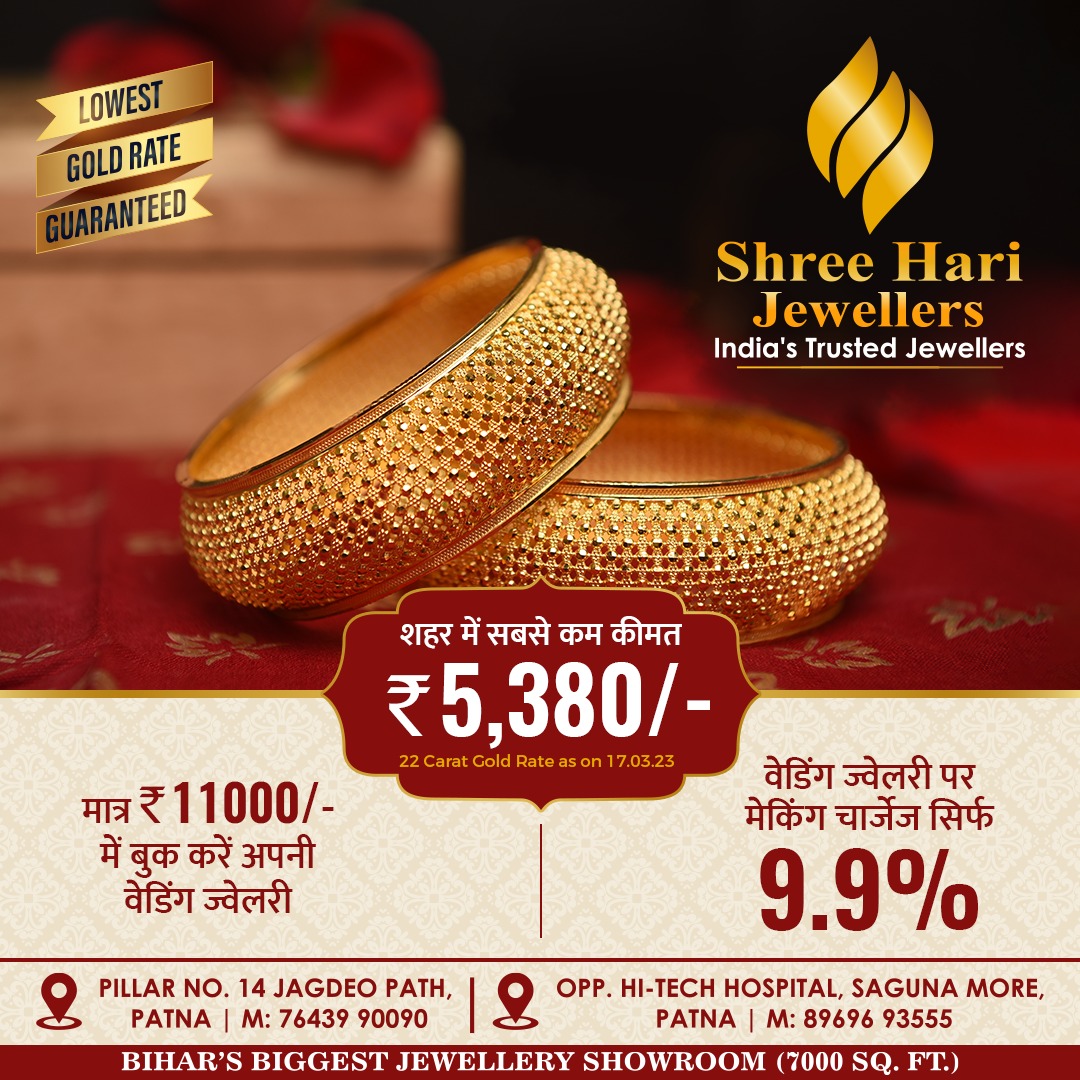 LOWEST
GOLD RATE
GUARANTEED
Shree Hari
Jewellers
India's Trusted Jewellers
शहर में सबसे कम कीमत
₹5,380/-
22 Carat Gold Rate as on 17.03.23
मात्र ₹11000/-
में बुक करें अपनी
वेडिंग ज्वेलरी
वेडिंग ज्वेलरी पर
मेकिंग चार्जेज सिर्फ
9.9%
PILLAR NO. 14 JAGDEO PATH,
PATNA | M: 76439 90090
OPP. HI-TECH HOSPITAL, SAGUNA MORE,
PATNA | M: 89696 93555
BIHAR'S BIGGEST JEWELLERY SHOWROOM (7000 SQ. FT.)